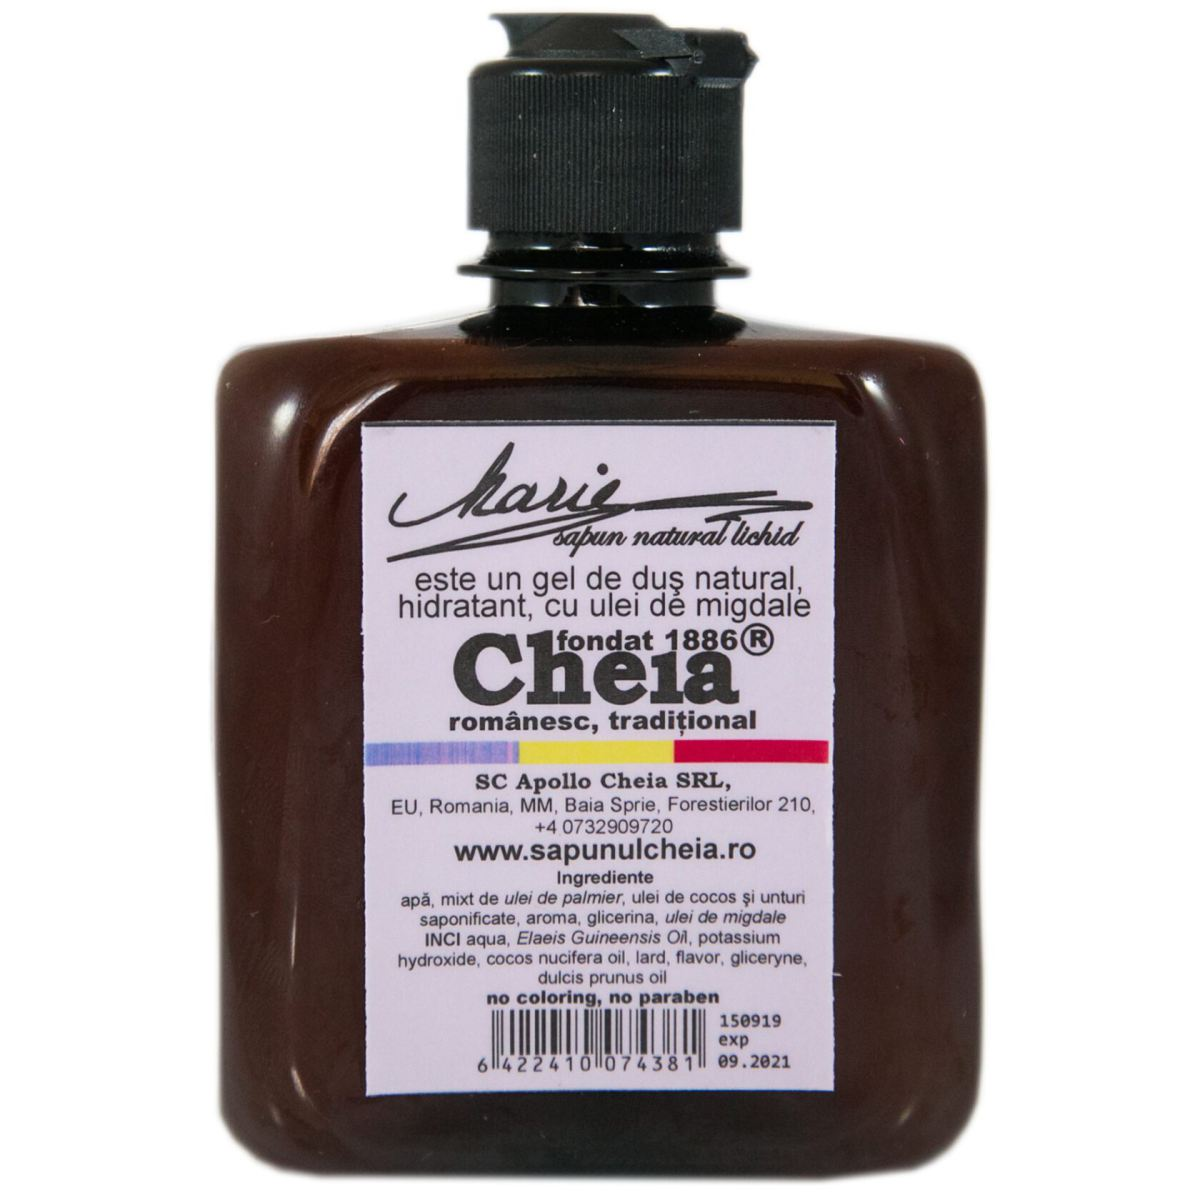 Marie
sapun natural lichid
este un gel de duş natural,
hidratant, cu ulei de migdale
fondat 1886®
Cheia
românesc, tradițional
SC Apollo Cheia SRL,
EU, Romania, MM, Baia Sprie, Forestierilor 210,
+4 0732909720
www.sapunulcheia.ro
Ingrediente
apă, mixt de ulei de palmier, ulei de cocos şi unturi
saponificate, aroma, glicerina, ulei de migdale
INCI aqua, Elaeis Guineensis Oil, potassium
hydroxide, cocos nucifera oil, lard, flavor, gliceryne,
dulcis prunus oil
no coloring, no paraben
150919
exp
09.2021
6 422410 074381